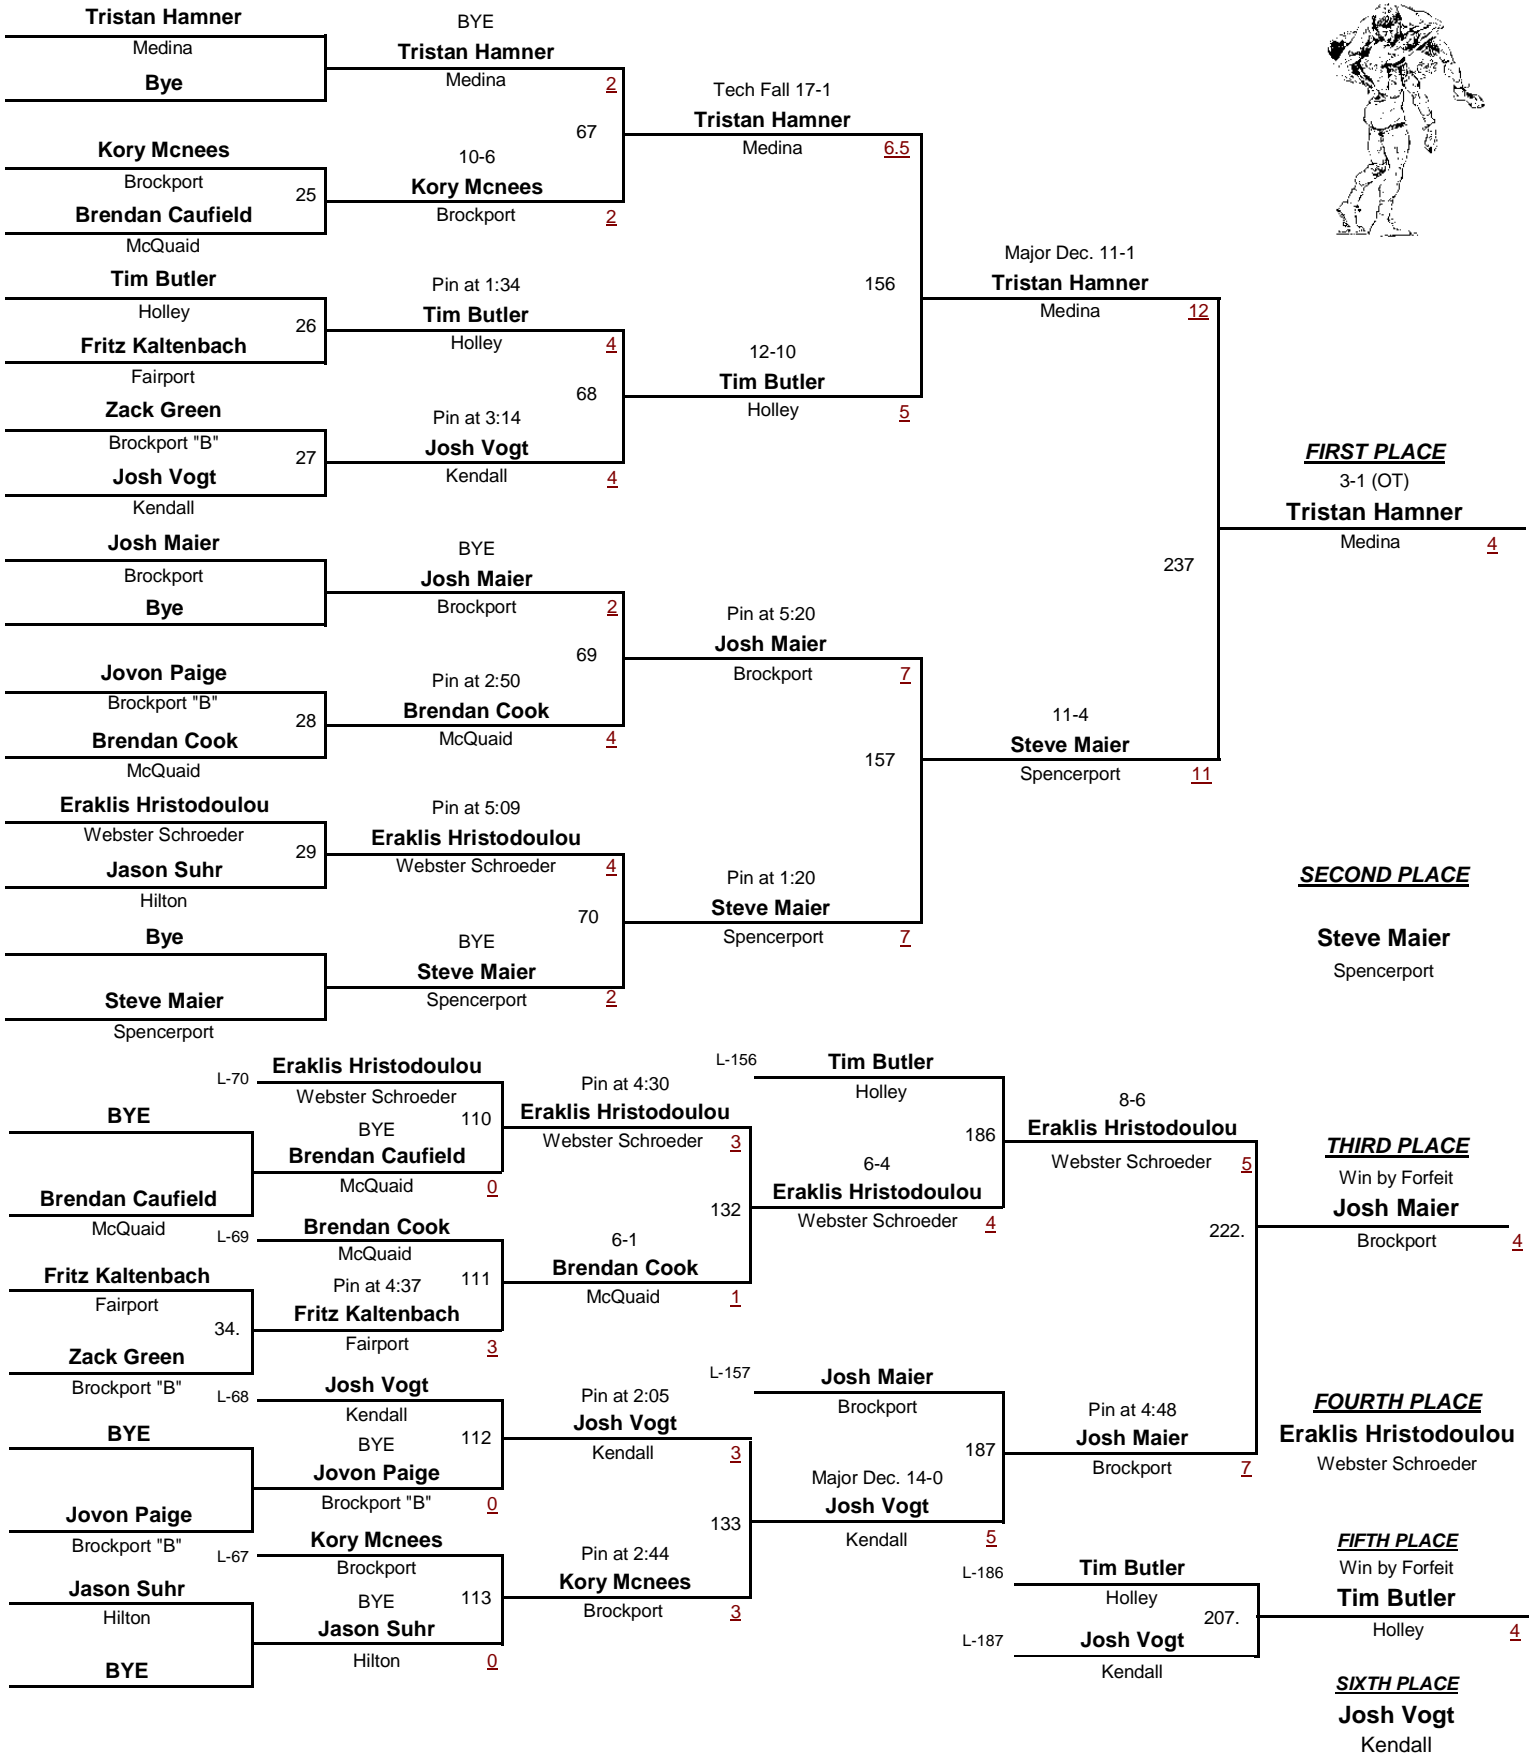 Tristan Hamner
Medina
Bye
Kory Mcnees
Brockport
25
Brendan Caufield
McQuaid
Tim Butler
Holley
26
Fritz Kaltenbach
Fairport
Zack Green
Brockport "B"
27
Josh Vogt
Kendall
Josh Maier
Brockport
Bye
Jovon Paige
Brockport "B"
28
Brendan Cook
McQuaid
Eraklis Hristodoulou
Webster Schroeder
29
Jason Suhr
Hilton
Bye
Steve Maier
Spencerport
BYE
Tristan Hamner
Medina
2
67
10-6
Kory Mcnees
Brockport
2
Pin at 1:34
Tim Butler
Holley
4
68
Pin at 3:14
Josh Vogt
Kendall
4
BYE
Josh Maier
Brockport
2
69
Pin at 2:50
Brendan Cook
McQuaid
4
Pin at 5:09
Eraklis Hristodoulou
Webster Schroeder
4
70
BYE
Steve Maier
Spencerport
2
Tech Fall 17-1
Tristan Hamner
Medina
6.5
156
12-10
Tim Butler
Holley
5
Pin at 5:20
Josh Maier
Brockport
7
157
Pin at 1:20
Steve Maier
Spencerport
7
Major Dec. 11-1
Tristan Hamner
Medina
12
237
11-4
Steve Maier
Spencerport
11
FIRST PLACE
3-1 (OT)
Tristan Hamner
Medina
4
SECOND PLACE
Steve Maier
Spencerport
BYE
Brendan Caufield
McQuaid
Fritz Kaltenbach
Fairport
34.
Zack Green
Brockport "B"
BYE
Jovon Paige
Brockport "B"
Jason Suhr
Hilton
BYE
L-70
Eraklis Hristodoulou
Webster Schroeder
110
BYE
Brendan Caufield
McQuaid
0
L-69
Brendan Cook
McQuaid
111
Pin at 4:37
Fritz Kaltenbach
Fairport
3
L-68
Josh Vogt
Kendall
112
BYE
Jovon Paige
Brockport "B"
0
L-67
Kory Mcnees
Brockport
113
BYE
Jason Suhr
Hilton
0
Pin at 4:30
Eraklis Hristodoulou
Webster Schroeder
3
132
6-1
Brendan Cook
McQuaid
1
Pin at 2:05
Josh Vogt
Kendall
3
133
Pin at 2:44
Kory Mcnees
Brockport
3
L-156
Tim Butler
Holley
186
6-4
Eraklis Hristodoulou
Webster Schroeder
4
L-157
Josh Maier
Brockport
187
Major Dec. 14-0
Josh Vogt
Kendall
5
8-6
Eraklis Hristodoulou
Webster Schroeder
5
222.
Pin at 4:48
Josh Maier
Brockport
7
L-186
Tim Butler
Holley
207.
L-187
Josh Vogt
Kendall
THIRD PLACE
Win by Forfeit
Josh Maier
Brockport
4
FOURTH PLACE
Eraklis Hristodoulou
Webster Schroeder
FIFTH PLACE
Win by Forfeit
Tim Butler
Holley
4
SIXTH PLACE
Josh Vogt
Kendall